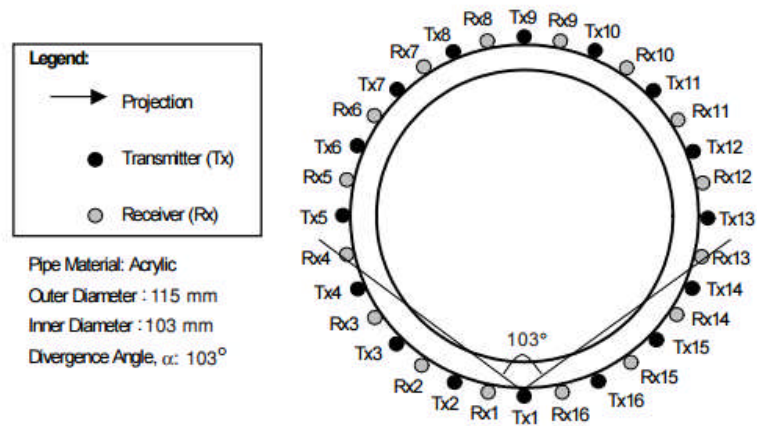 Legend:
Projection
Transmitter (Tx)
Receiver (Rx)
Pipe Material: Acrylic
Outer Diameter : 115 mm
Inner Diameter : 103 mm
Divergence Angle, α: 103°
Tx9
Rx8
Rx9
Tx8
Tx10
Rx7
Rx10
Tx7
Tx11
Rx6
Rx11
Tx6
Tx12
Rx5
Rx12
Tx5
Tx13
Rx4
Rx13
Tx4
Tx14
Rx3
Rx14
103°
Tx3
Tx15
Rx2
Rx15
Tx2
Tx16
Rx1
Rx16
Tx1